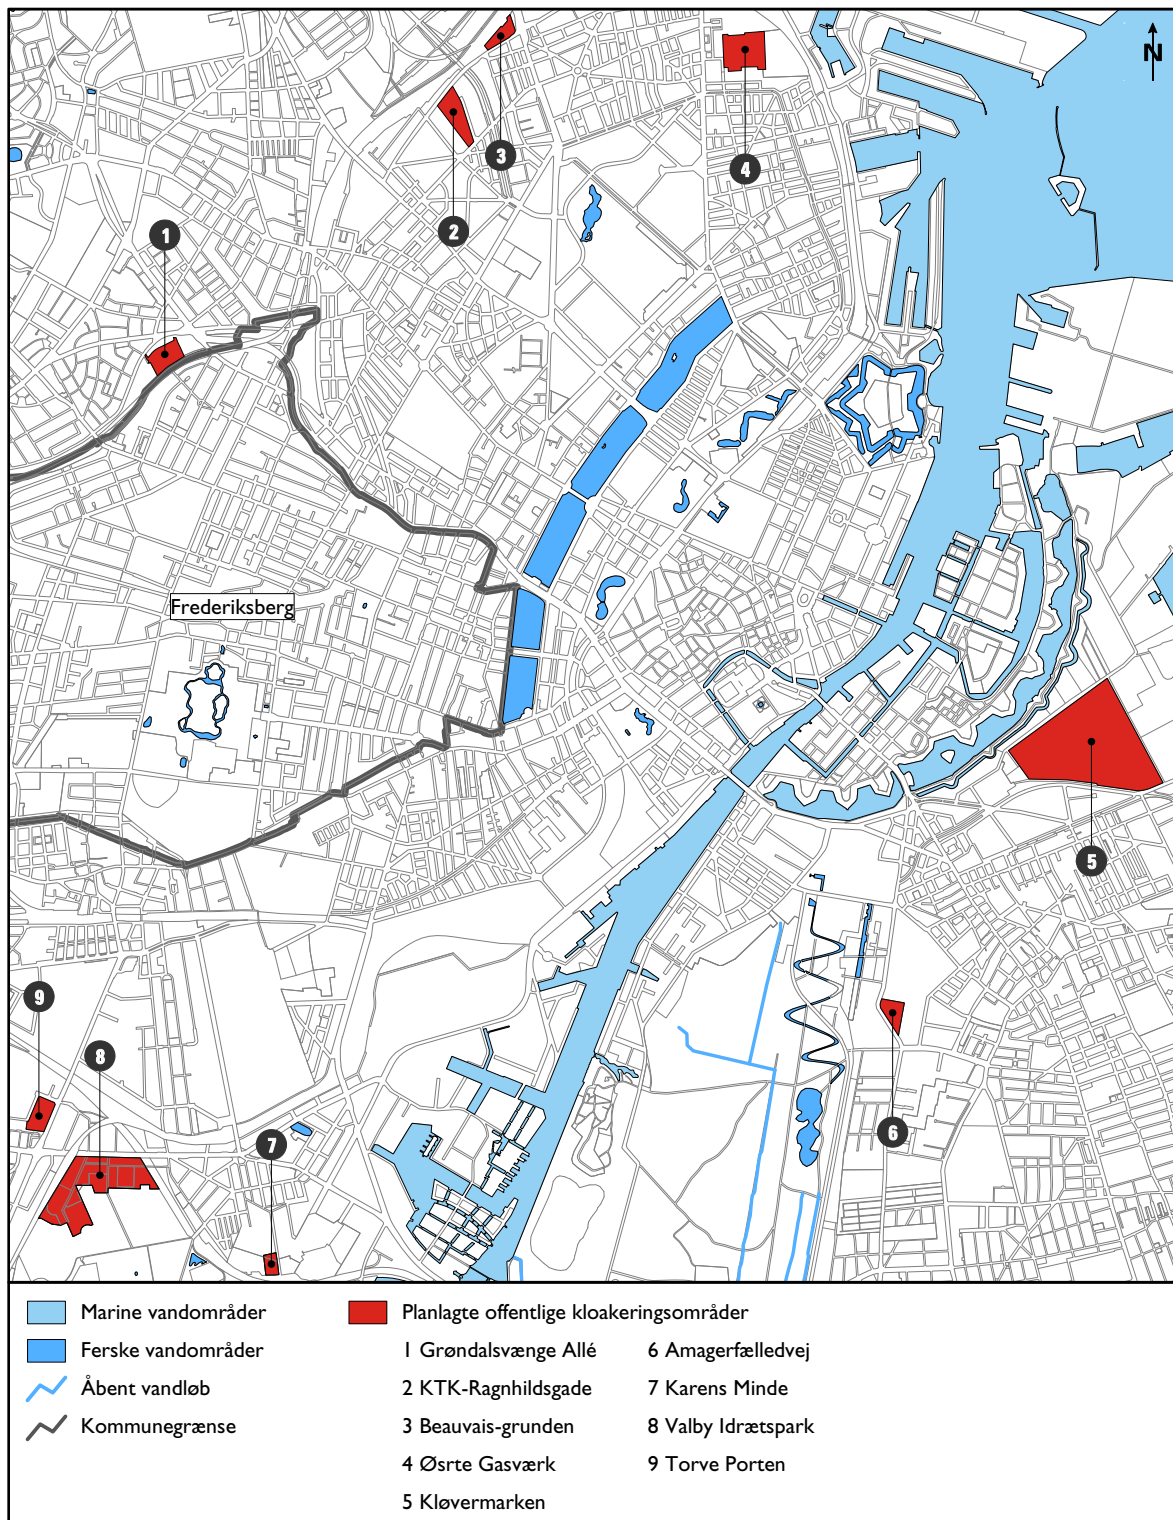 N
3
4
2
1
Frederiksberg
5
9
8
7
6
Marine vandområder
Ferske vandområder
Åbent vandløb
Kommunegrænse
Planlagte offentlige kloakeringsområder
1 Grøndalsvænge Allé
2 KTK-Ragnhildsgade
3 Beauvais-grunden
4 Øsrte Gasværk
5 Kløvermarken
6 Amagerfælledvej
7 Karens Minde
8 Valby Idrætspark
9 Torve Porten